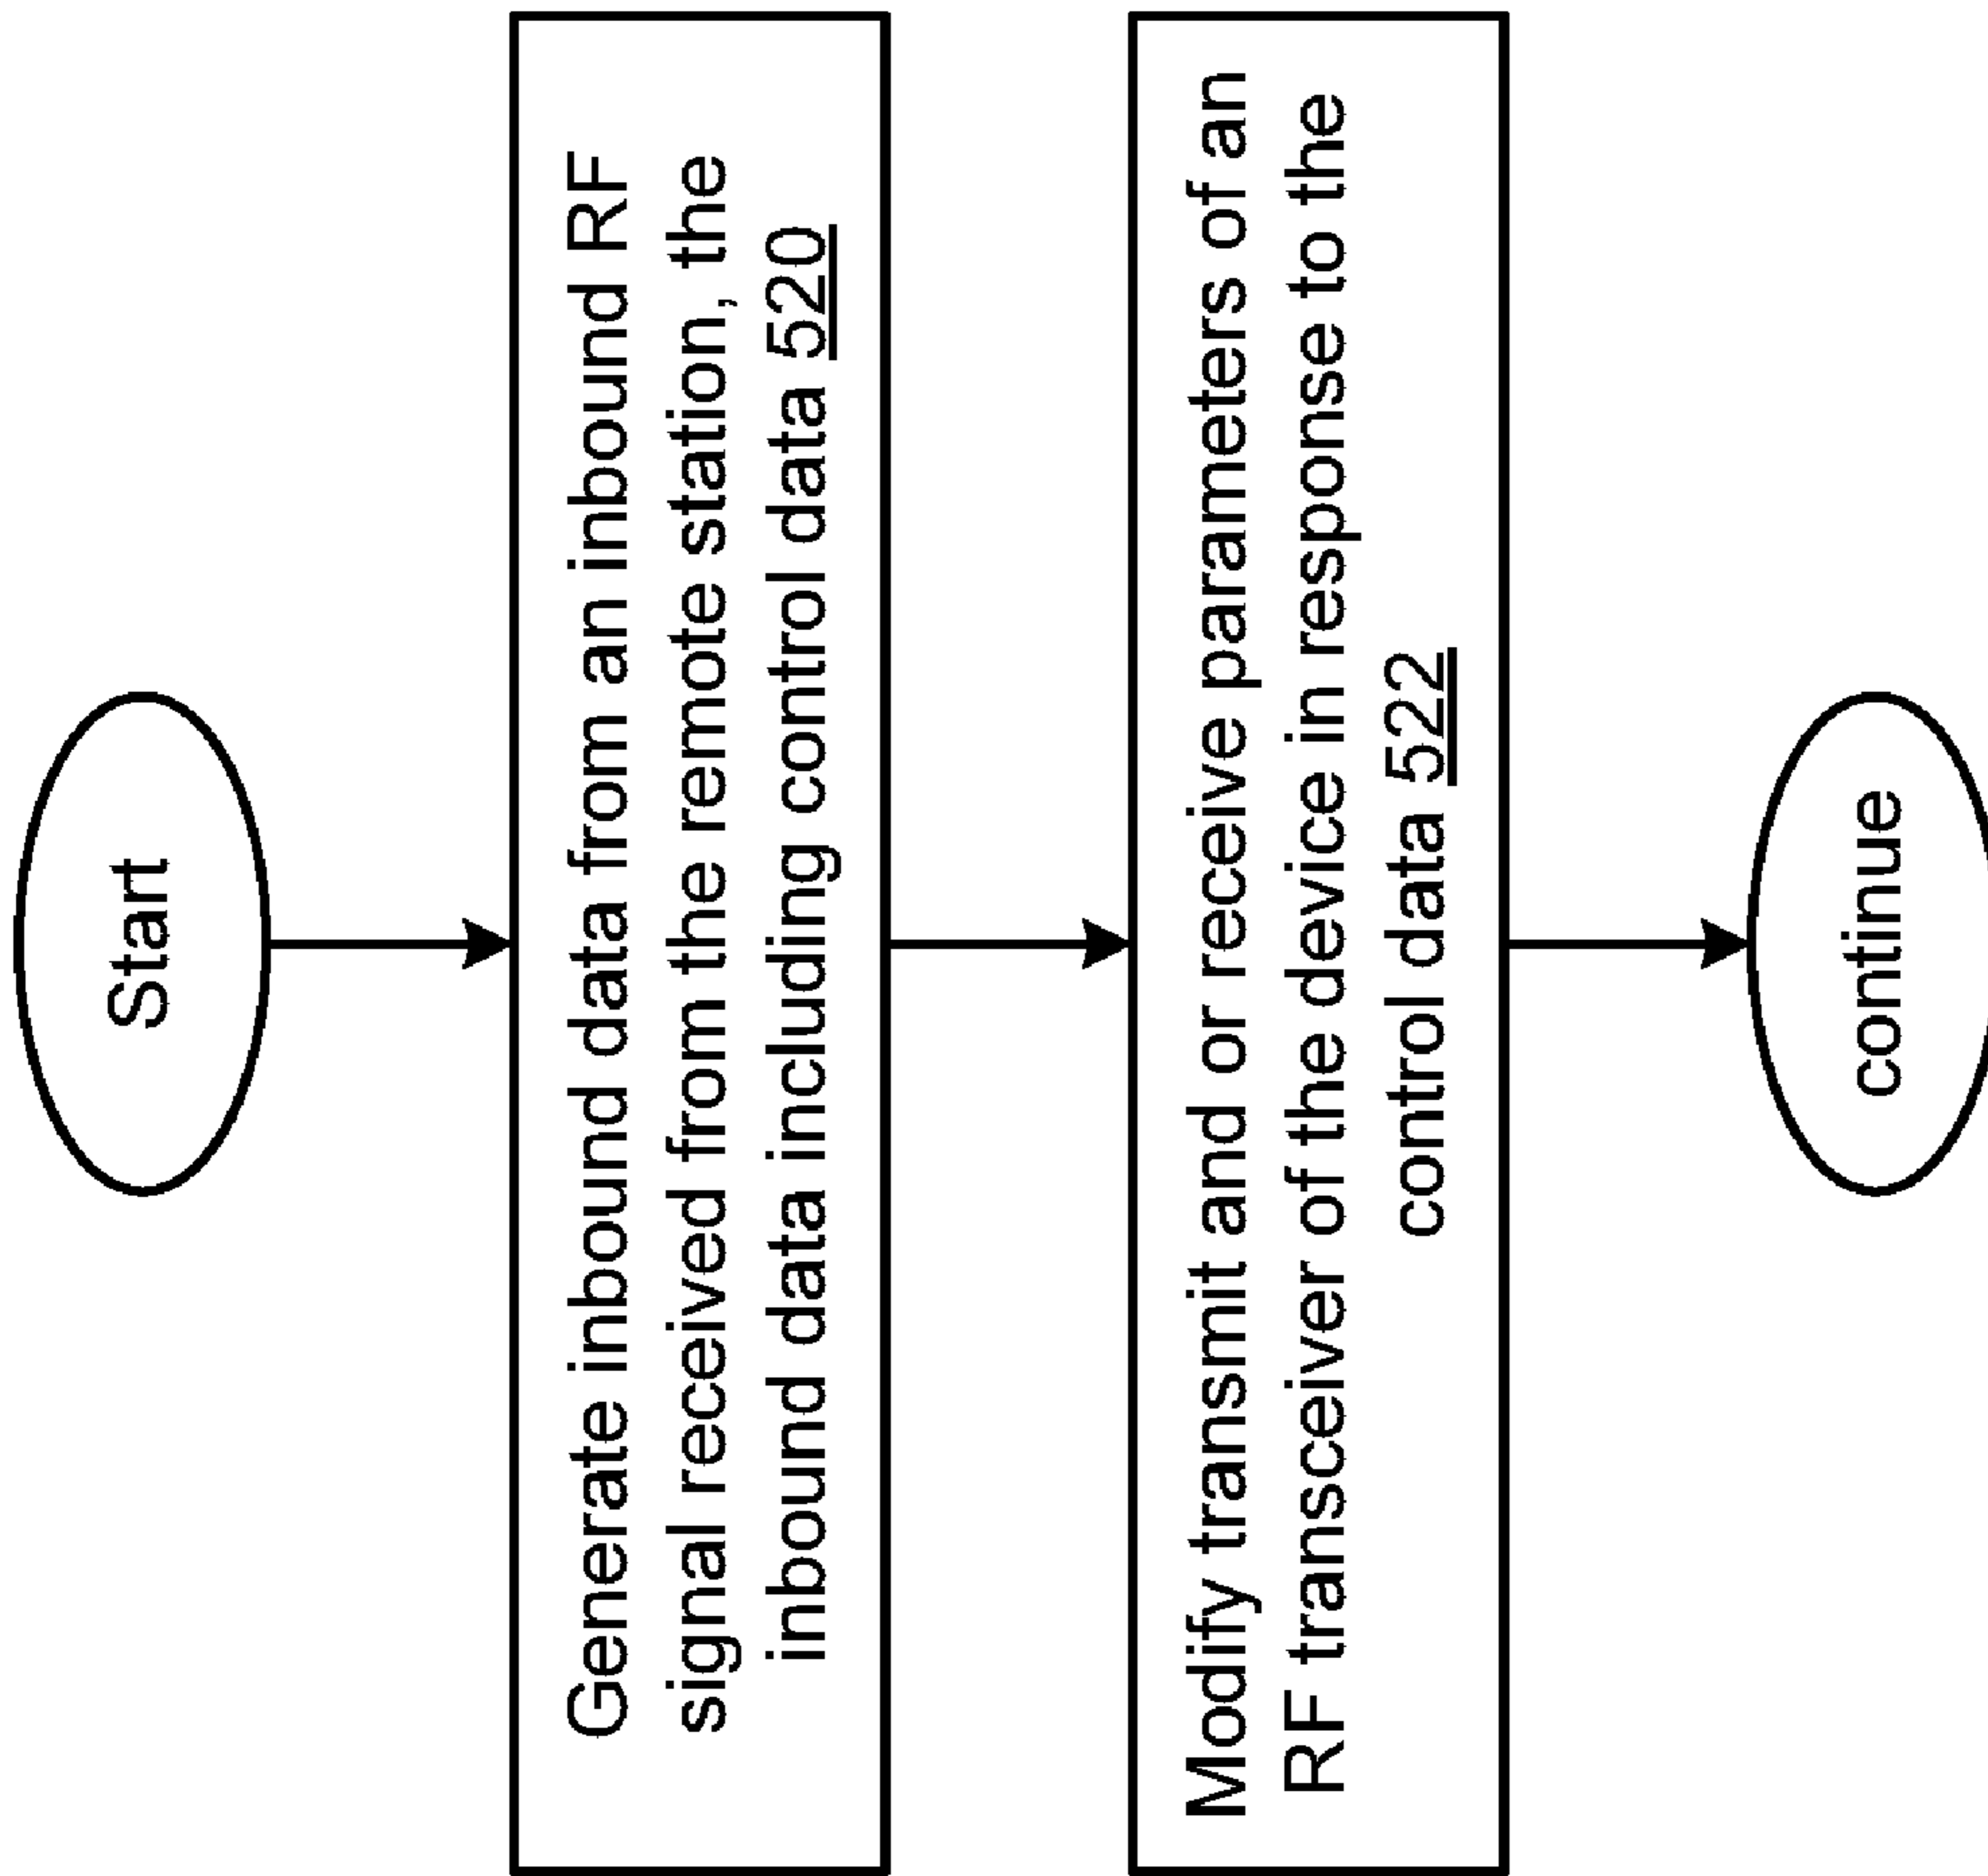 Start
Generate inbound data from an inbound RF
signal received from the remote station, the
inbound data including control data 520
Modify transmit and or receive parameters of an
RF transceiver of the device in response to the
control data 522
continue